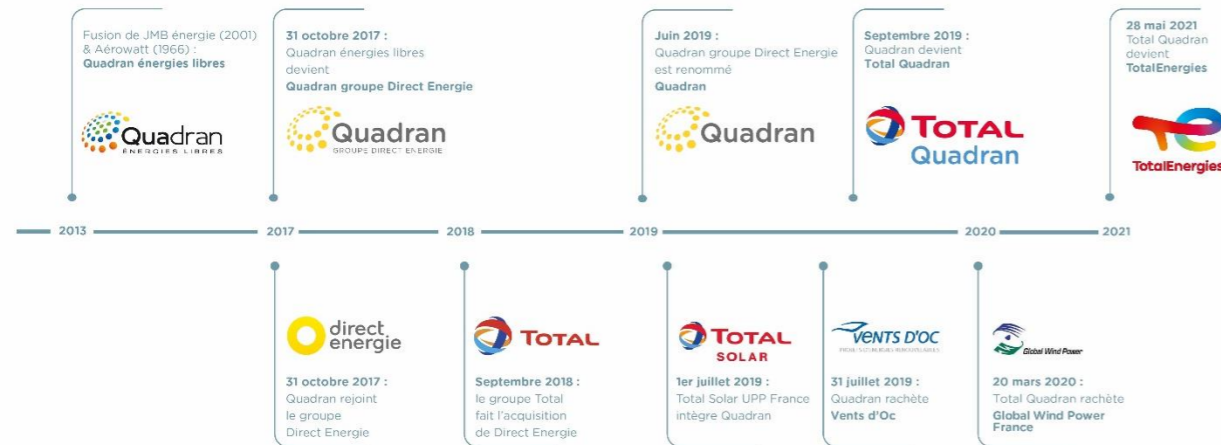 Fusion de JMB énergie (2001)
& Aérowatt (1966) :
Quadran énergies libres
Quadran
ÉNERGIES LIBRES
31 octobre 2017 :
Quadran énergies libres
devient
Quadran groupe Direct Energie
Quadran
GROUPE DIRECT ENERGIE
Juin 2019 :
Quadran groupe Direct Energie
est renommé
Quadran
Quadran
Septembre 2019 :
Quadran devient
Total Quadran
TOTAL
Quadran
28 mai 2021
Total Quadran
devient
TotalEnergies
TotalEnergies
2013
2017
2018
2019
2020
2021
direct
energie
31 octobre 2017 :
Quadran rejoint
le groupe
Direct Energie
TOTAL
Septembre 2018 :
le groupe Total
fait l'acquisition
de Direct Energie
TOTAL
SOLAR
1er juillet 2019 :
Total Solar UPP France
intègre Quadran
VENTS D'OC
31 juillet 2019 :
Quadran rachète
Vents d'Oc
Global Wind Power
20 mars 2020 :
Total Quadran rachète
Global Wind Power
France